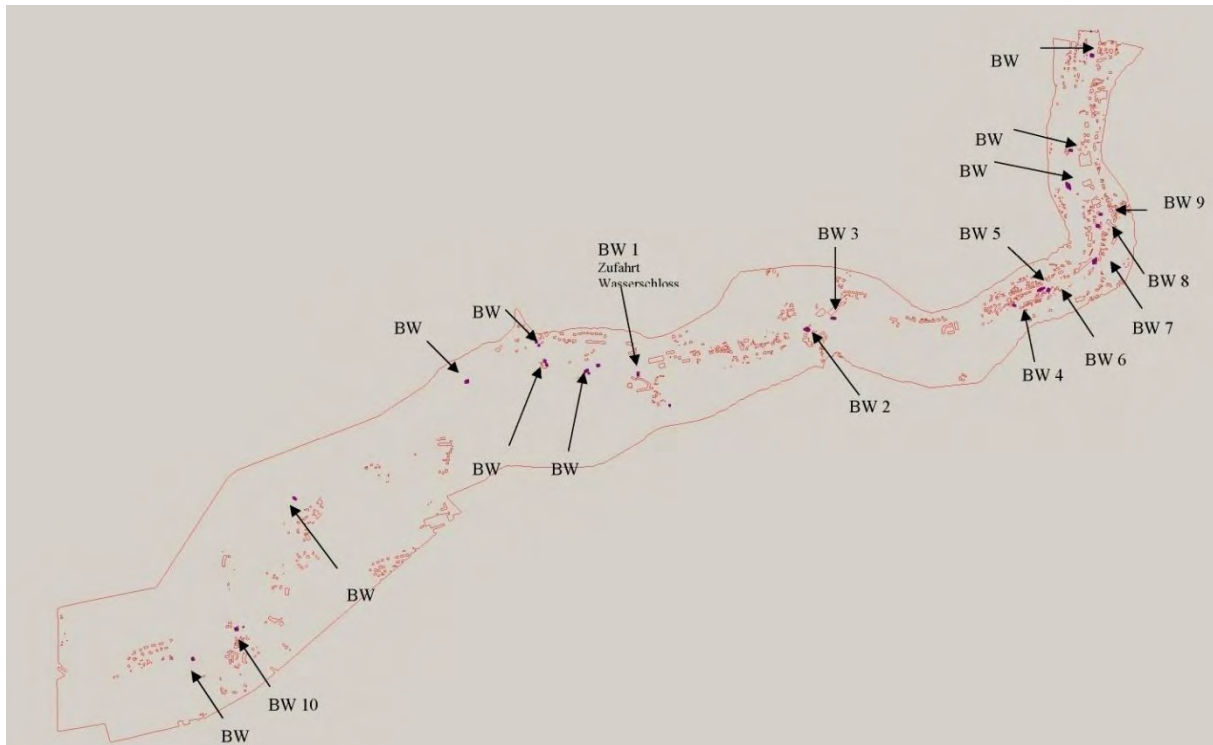 BW
BW
BW
BW 9
BW 3
BW 5
BW 1
Zufahrt
Wasserschloss
BW 8
BW
BW
BW 7
BW 6
BW 4
BW 2
BW
BW
BW
BW 10
BW